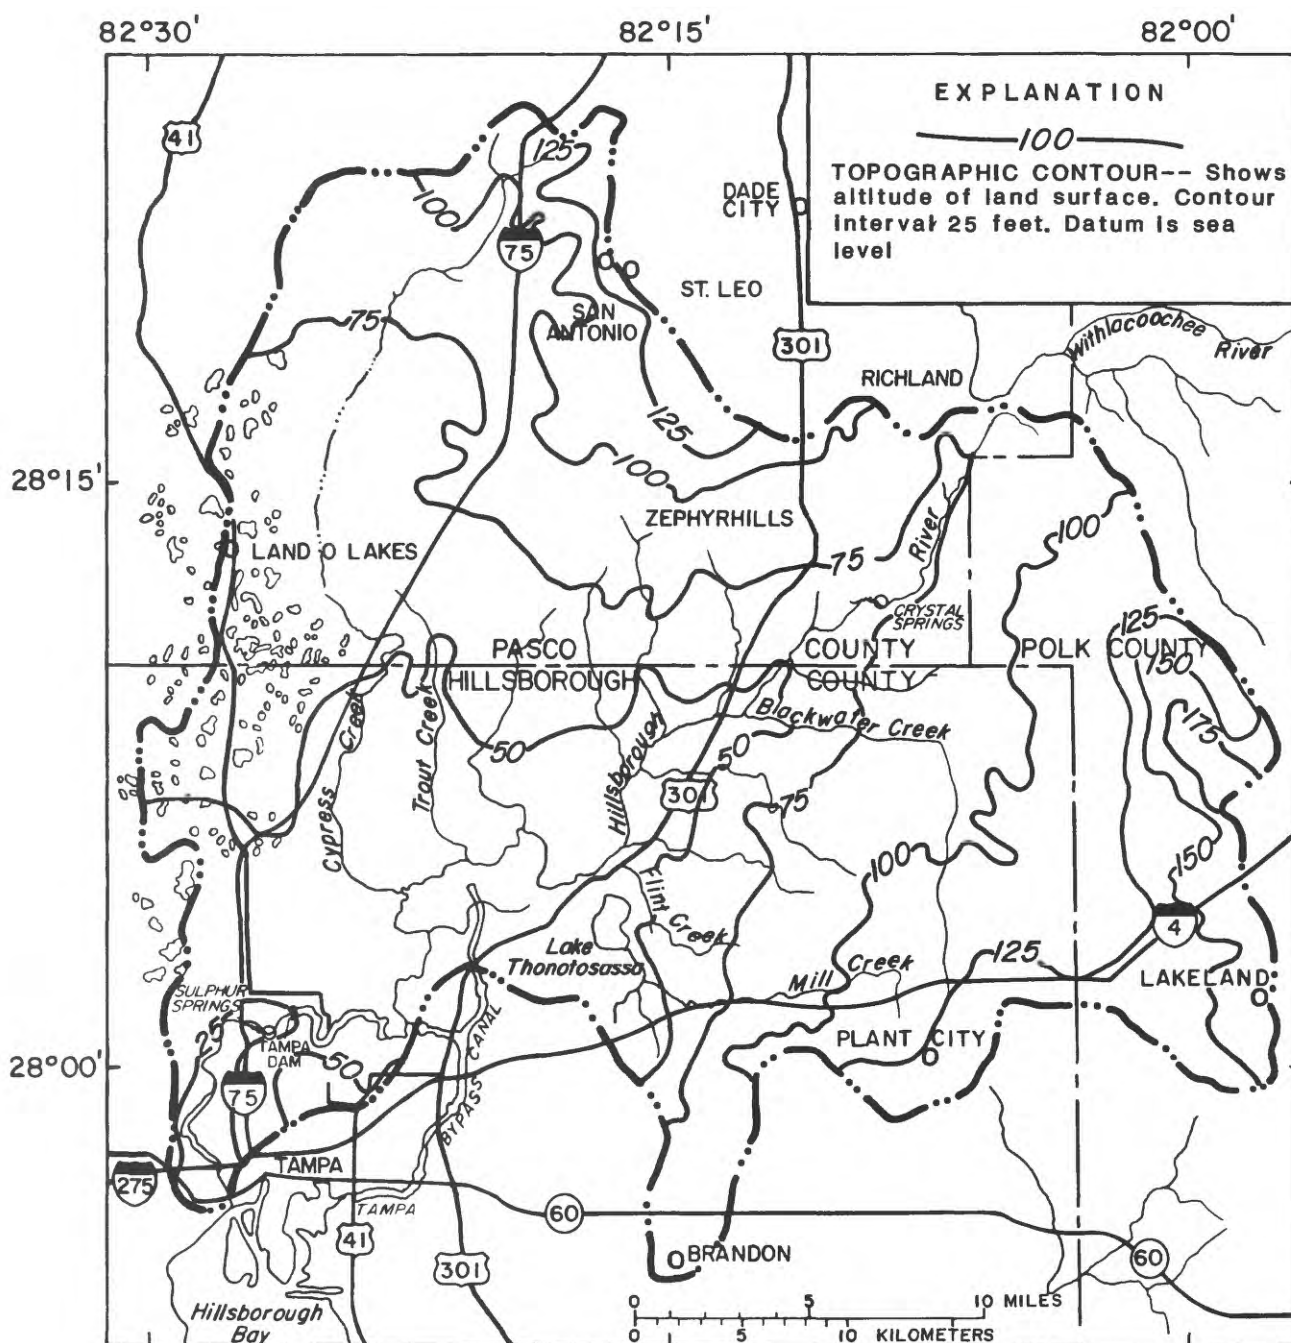 82°30'
82°15'
82°00'
EXPLANATION
100
TOPOGRAPHIC CONTOUR-- Shows
altitude of land surface. Contour
interval 25 feet. Datum is sea
level
41
125
100
DADE
CITY
75
ST. LEO
SAN
ANTONIO
75
301
Withlacoochee
River
RICHLAND
125
100
28°15'
ZEPHYRHILLS
100
LAND O LAKES
75
River
CRYSTAL
SPRINGS
125
PASCO
COUNTY
POLK COUNTY
150
HILLSBOROUGH
COUNTY
Blackwater Creek
175
Cypress
Creek
Trout Creek
50
Hillsborough
50
301
75
100
150
Flint
Creek
4
Lake
Thonotosassa
125
Mill Creek
LAKELAND
SULPHUR
SPRINGS
25
TAMPA
DAM
50
BYPASS CANAL
PLANT CITY
28°00'
75
TAMPA
275
TAMPA
60
41
301
BRANDON
60
Hillsborough
Bay
0 5 10 MILES
0 5 10 KILOMETERS